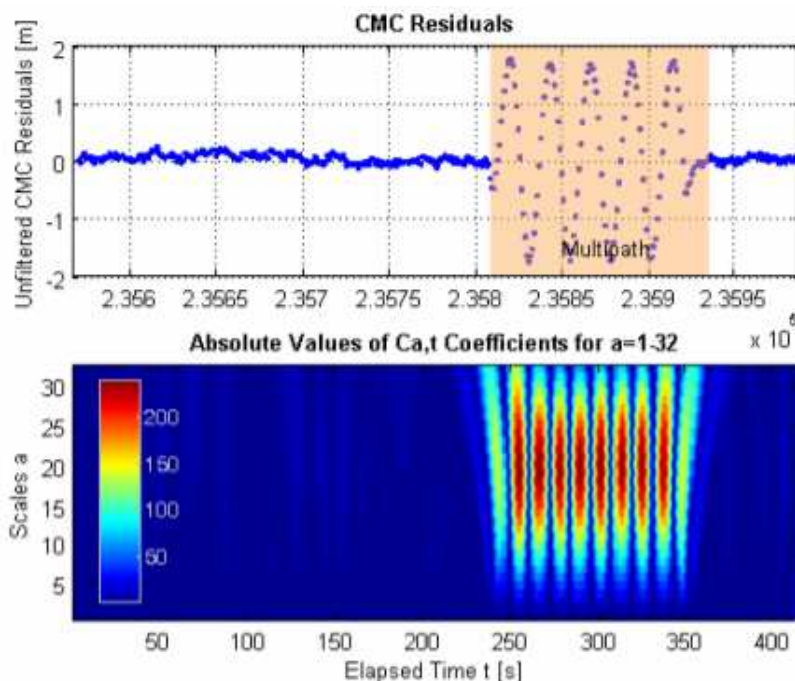 CMC Residuals
Unfiltered CMC Residuals [m]
2
1
0
-1
-2
Multipath
2.356 2.3565 2.357 2.3575 2.358 2.3585 2.359 2.3595
x 10
Absolute Values of Ca,t Coefficients for a=1-32
Scales a
30
25
20
15
10
5
200
150
100
50
50 100 150 200 250 300 350 400
Elapsed Time t [s]